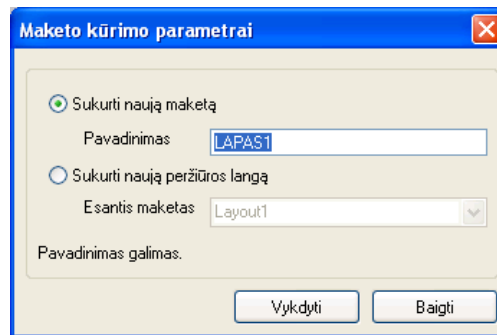 Maketo kūrimo parametrai
Sukurti naują maketą
Pavadinimas LAPAS1
Sukurti naują peržiūros langą
Esantis maketas Layout1
Pavadinimas galimas.
Vykdyti Baigti